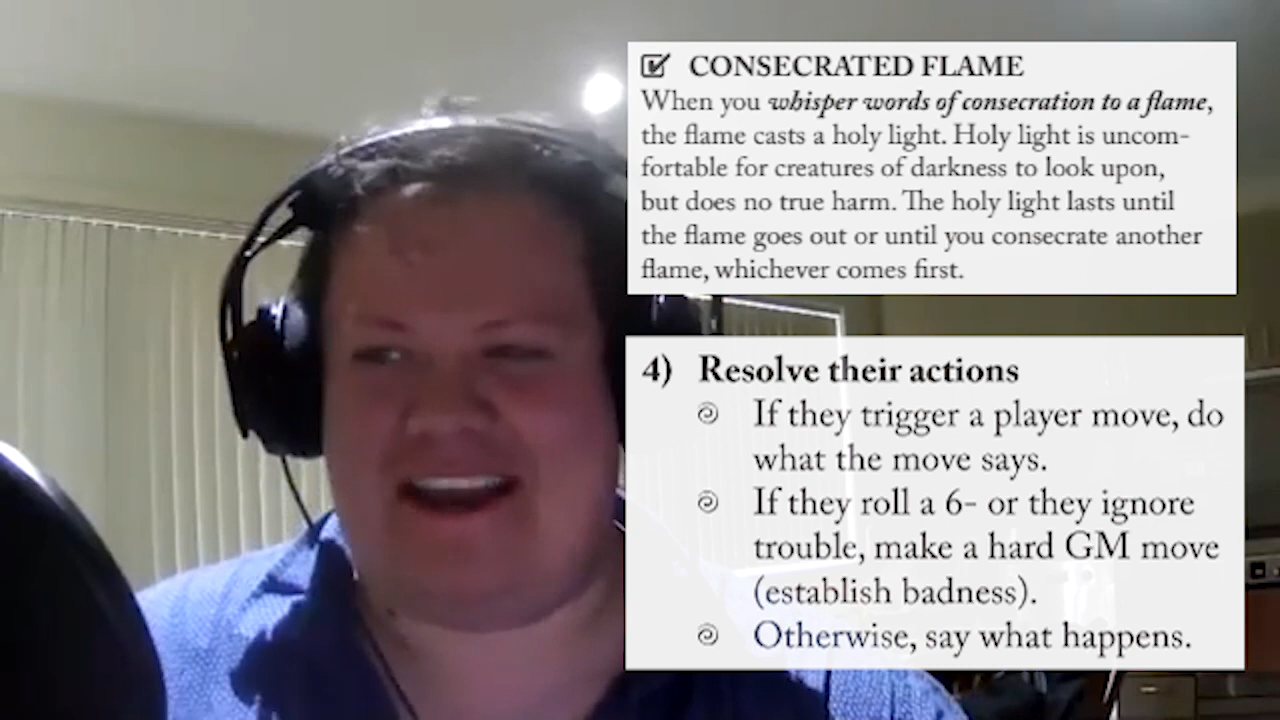 CONSECRATED FLAME
When you whisper words of consecration to a flame,
the flame casts a holy light. Holy light is uncom-
fortable for creatures of darkness to look upon,
but does no true harm. The holy light lasts until
the flame goes out or until you consecrate another
flame, whichever comes first.
4) Resolve their actions
If they trigger a player move, do
what the move says.
If they roll a 6- or they ignore
trouble, make a hard GM move
(establish badness).
Otherwise, say what happens.